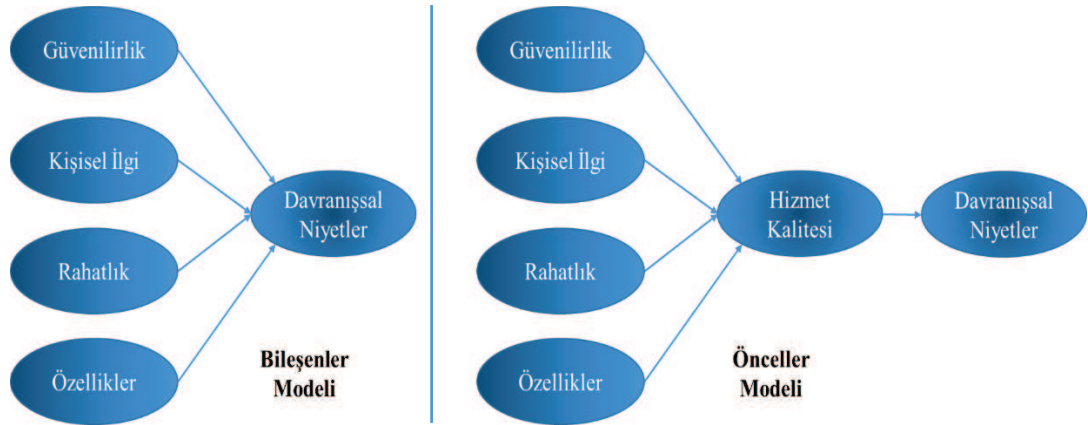 Güvenilirlik
Kişisel İlgi
Rahatlık
Özellikler
Davranışsal
Niyetler
Bileşenler
Modeli
Güvenilirlik
Kişisel İlgi
Rahatlık
Özellikler
Hizmet
Kalitesi
Davranışsal
Niyetler
Önceller
Modeli